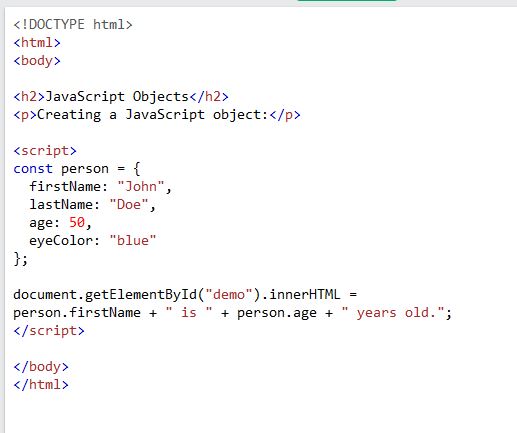 <!DOCTYPE html>
<html>
<body>
<h2>JavaScript Objects</h2>
<p>Creating a JavaScript object:</p>
<script>
const person = {
  firstName: "John",
  lastName: "Doe",
  age: 50,
  eyeColor: "blue"
};
document.getElementById("demo").innerHTML =
person.firstName + " is " + person.age + " years old.";
</script>
</body>
</html>